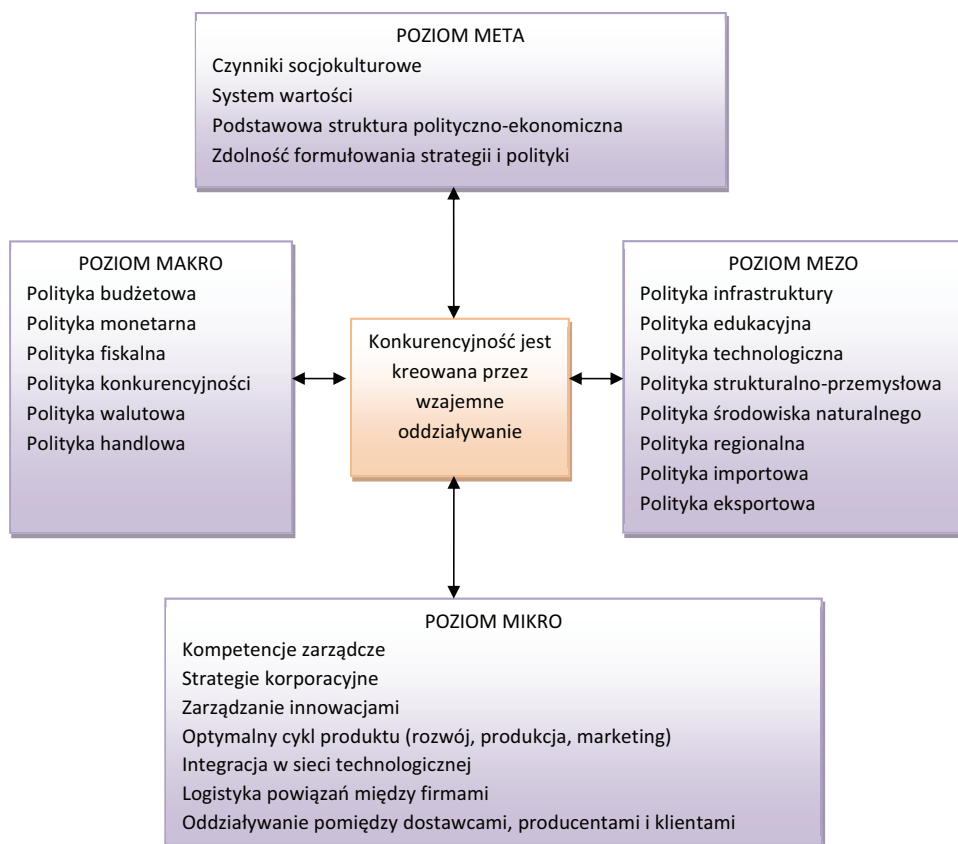 POZIOM META
Czynniki socjokulturowe
System wartości
Podstawowa struktura polityczno-ekonomiczna
Zdolność formułowania strategii i polityki
POZIOM MAKRO
Polityka budżetowa
Polityka monetarna
Polityka fiskalna
Polityka konkurencyjności
Polityka walutowa
Polityka handlowa
Konkurencyjność jest
kreowana przez
wzajemne
oddziaływanie
POZIOM MEZO
Polityka infrastruktury
Polityka edukacyjna
Polityka technologiczna
Polityka strukturalno-przemysłowa
Polityka środowiska naturalnego
Polityka regionalna
Polityka importowa
Polityka eksportowa
POZIOM MIKRO
Kompetencje zarządcze
Strategie korporacyjne
Zarządzanie innowacjami
Optymalny cykl produktu (rozwój, produkcja, marketing)
Integracja w sieci technologicznej
Logistyka powiązań między firmami
Oddziaływanie pomiędzy dostawcami, producentami i klientami